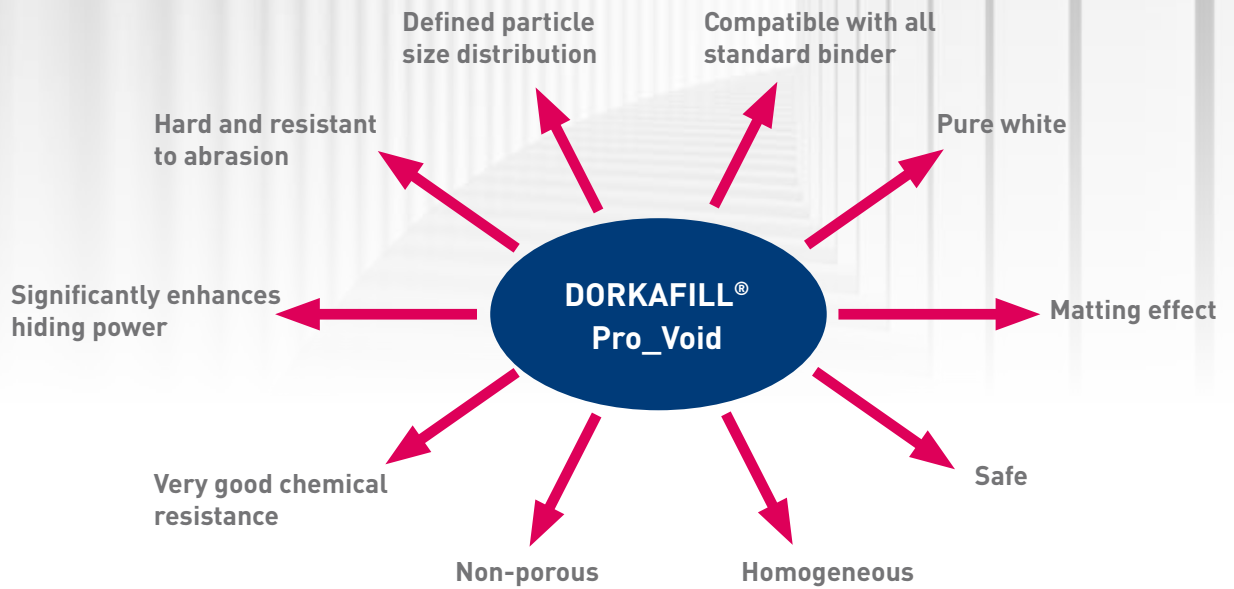 Defined particle
size distribution
Compatible with all
standard binder
Hard and resistant
to abrasion
Pure white
Significantly enhances
hiding power
DORKAFILL®
Pro_Void
Matting effect
Very good chemical
resistance
Safe
Non-porous
Homogeneous